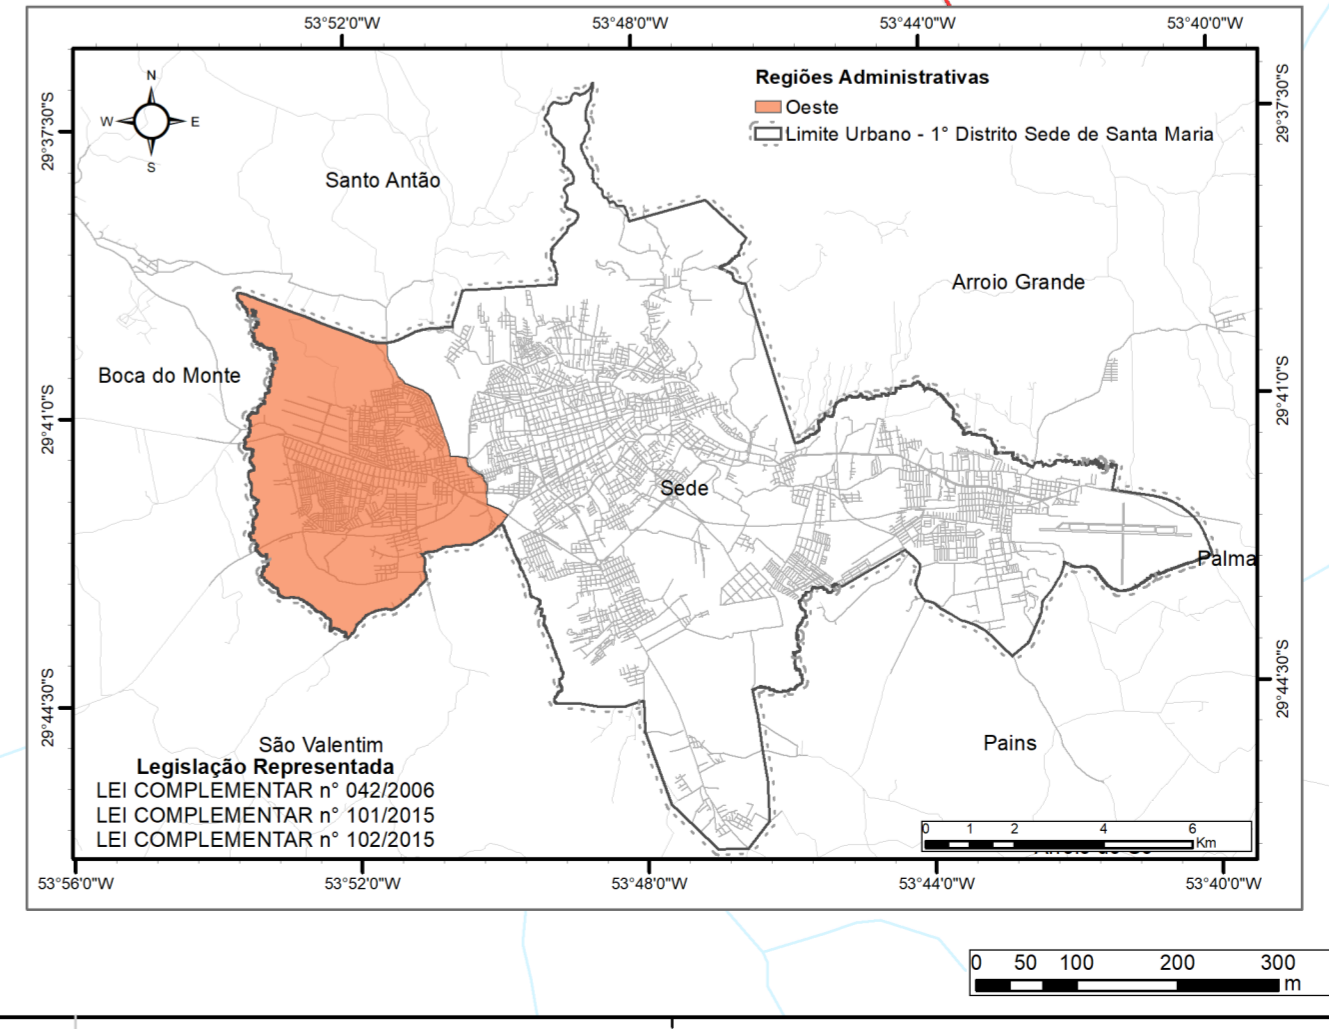 53°52'0"W 53°48'0"W 53°44'0"W 53°40'0"W
29°37'30"S
29°37'30"S
N
W E
S
Regiões Administrativas
Oeste
Limite Urbano - 1° Distrito Sede de Santa Maria
Santo Antão
Arroio Grande
Boca do Monte
29°41'0"S
29°41'0"S
Sede
Palma
29°44'30"S
29°44'30"S
Pains
São Valentim
Legislação Representada
LEI COMPLEMENTAR n° 042/2006
LEI COMPLEMENTAR n° 101/2015
LEI COMPLEMENTAR n° 102/2015
0 1 2 4 6
Km
53°56'0"W 53°52'0"W 53°48'0"W 53°44'0"W 53°40'0"W
0 50 100 200 300
m